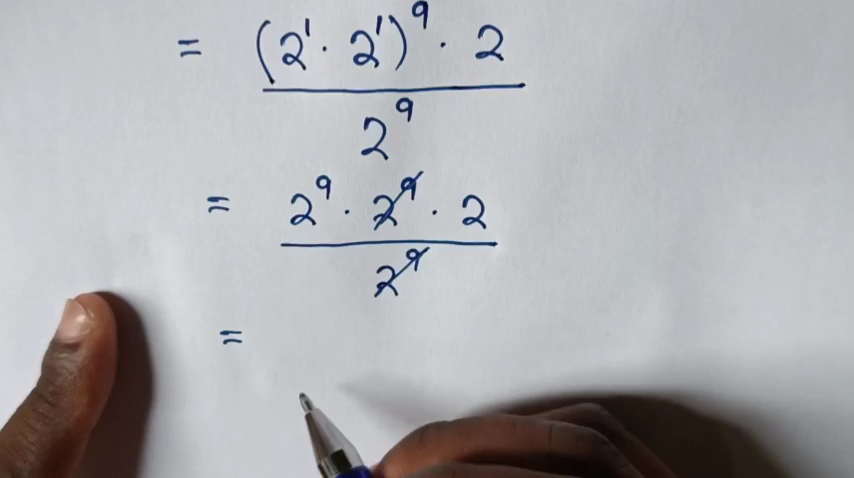 = (2¹ · 2¹)⁹ · 2
2⁹
= 2⁹ · 2⁹ · 2
2⁹
=